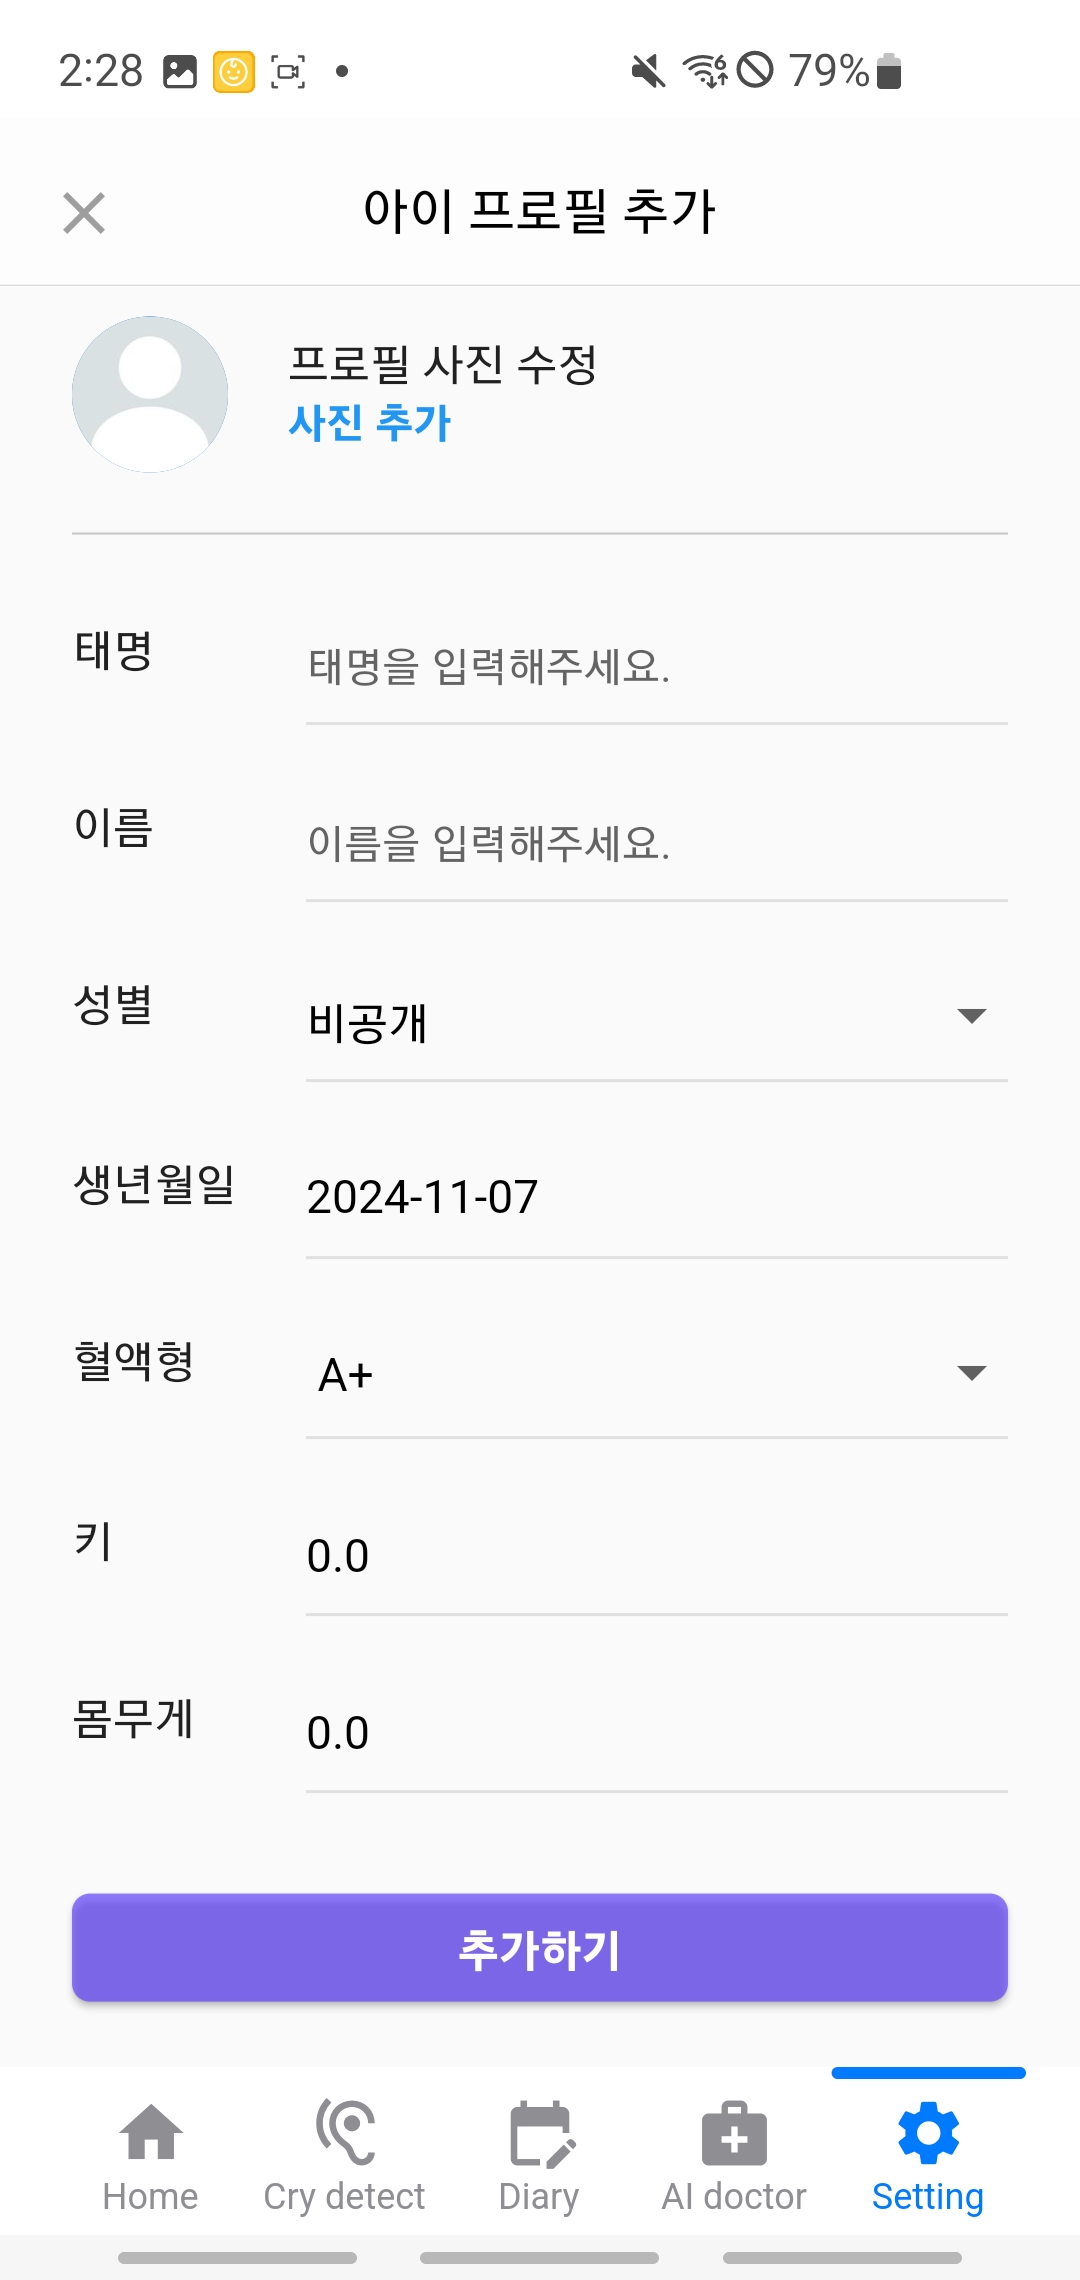 2:28 79%
아이 프로필 추가
프로필 사진 수정
사진 추가
태명
태명을 입력해주세요.
이름
이름을 입력해주세요.
성별
비공개
생년월일
2024-11-07
혈액형
A+
키
0.0
몸무게
0.0
추가하기
Home Cry detect Diary AI doctor Setting